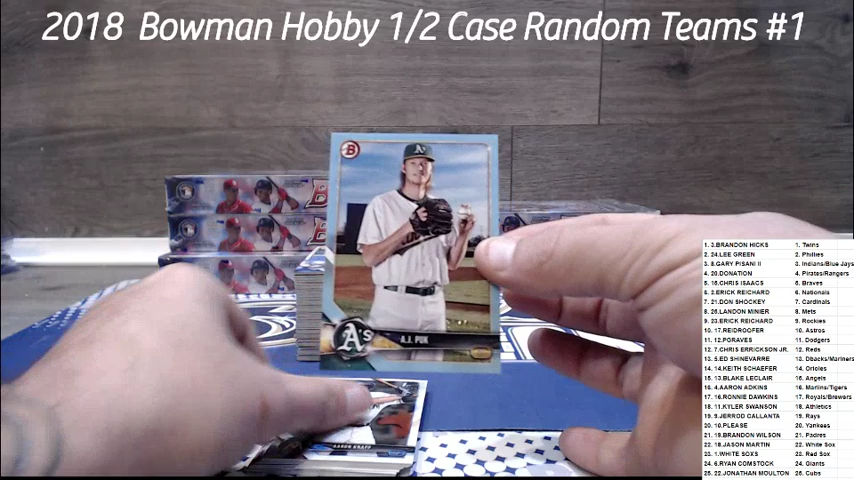 2018 Bowman Hobby 1/2 Case Random Teams #1
B
A's
A's
A.J. PUK
1. 3.BRANDON HICKS 1. Twins
2. 24.LEE GREEN 2. Phillies
3. 8.GARY PISANI II 3. Indians/Blue Jays
4. 20.DONATION 4. Pirates/Rangers
5. 15.CHRIS ISAACS 5. Braves
6. 2.ERICK REICHARD 6. Nationals
7. 21.DON SHOCKEY 7. Cardinals
8. 25.LANDON MINIER 8. Mets
9. 23.ERICK REICHARD 9. Rockies
10. 17.REIDROOFER 10. Astros
11. 12.PGRAVES 11. Dodgers
12. 7.CHRIS ERRICKSON JR. 12. Reds
13. 5.ED SHINEVARRE 13. Dbacks/Mariners
14. 14.KEITH SCHAEFER 14. Orioles
15. 13.BLAKE LECLAIR 15. Angels
16. 4.AARON ADKINS 16. Marlins/Tigers
17. 16.RONNIE DAWKINS 17. Royals/Brewers
18. 11.KYLER SWANSON 18. Athletics
19. 9.JERROD CALLANTA 19. Rays
20. 10.PLEASE 20. Yankees
21. 19.BRANDON WILSON 21. Padres
22. 18.JASON MARTIN 22. White Sox
23. 1.WHITE SOXS 23. Red Sox
24. 6.RYAN COMSTOCK 24. Giants
25. 22.JONATHAN MOULTON 25. Cubs